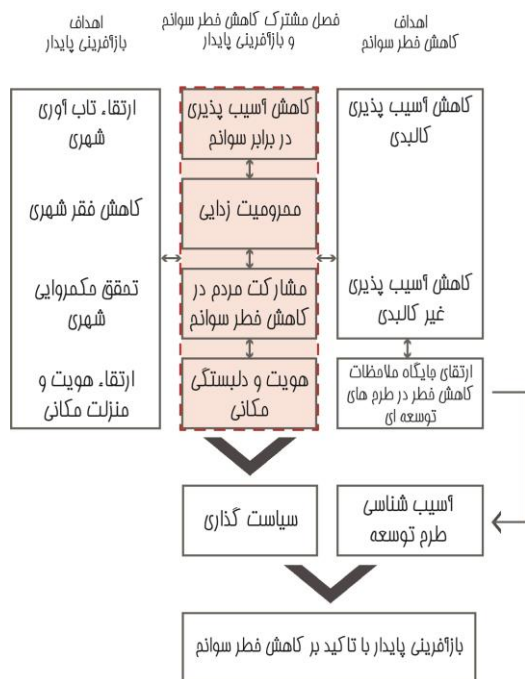 اهداف
کاهش خطر سوانح
فصل مشترک کاهش خطر سوانح
و بازآفرینی پایدار
اهداف
بازآفرینی پایدار
کاهش آسیب پذیری
کالبدی
کاهش آسیب پذیری
غیر کالبدی
ارتقای جایگاه ملاحظات
کاهش خطر در طرح های
توسعه ای
کاهش آسیب پذیری
در برابر سوانح
محرومیت زدایی
مشارکت مردم در
کاهش خطر سوانح
هویت و دلبستگی
مکانی
ارتقاء تاب آوری
شهری
کاهش فقر شهری
تحقق حکمروایی
شهری
ارتقاء هویت و
منزلت مکانی
آسیب شناسی
طرح توسعه
سیاست گذاری
بازآفرینی پایدار با تاکید بر کاهش خطر سوانح